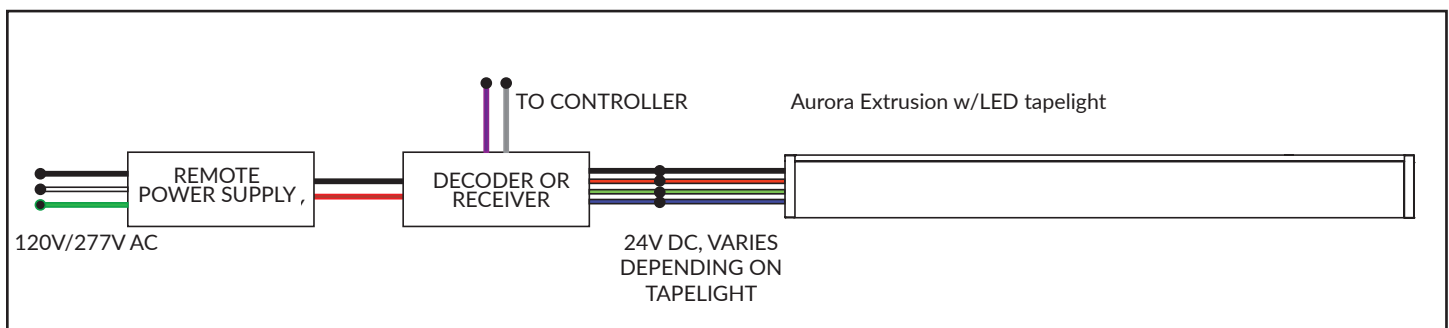 TO CONTROLLER
Aurora Extrusion w/LED tapelight
REMOTE
POWER SUPPLY ,
DECODER OR
RECEIVER
120V/277V AC
24V DC, VARIES
DEPENDING ON
TAPELIGHT